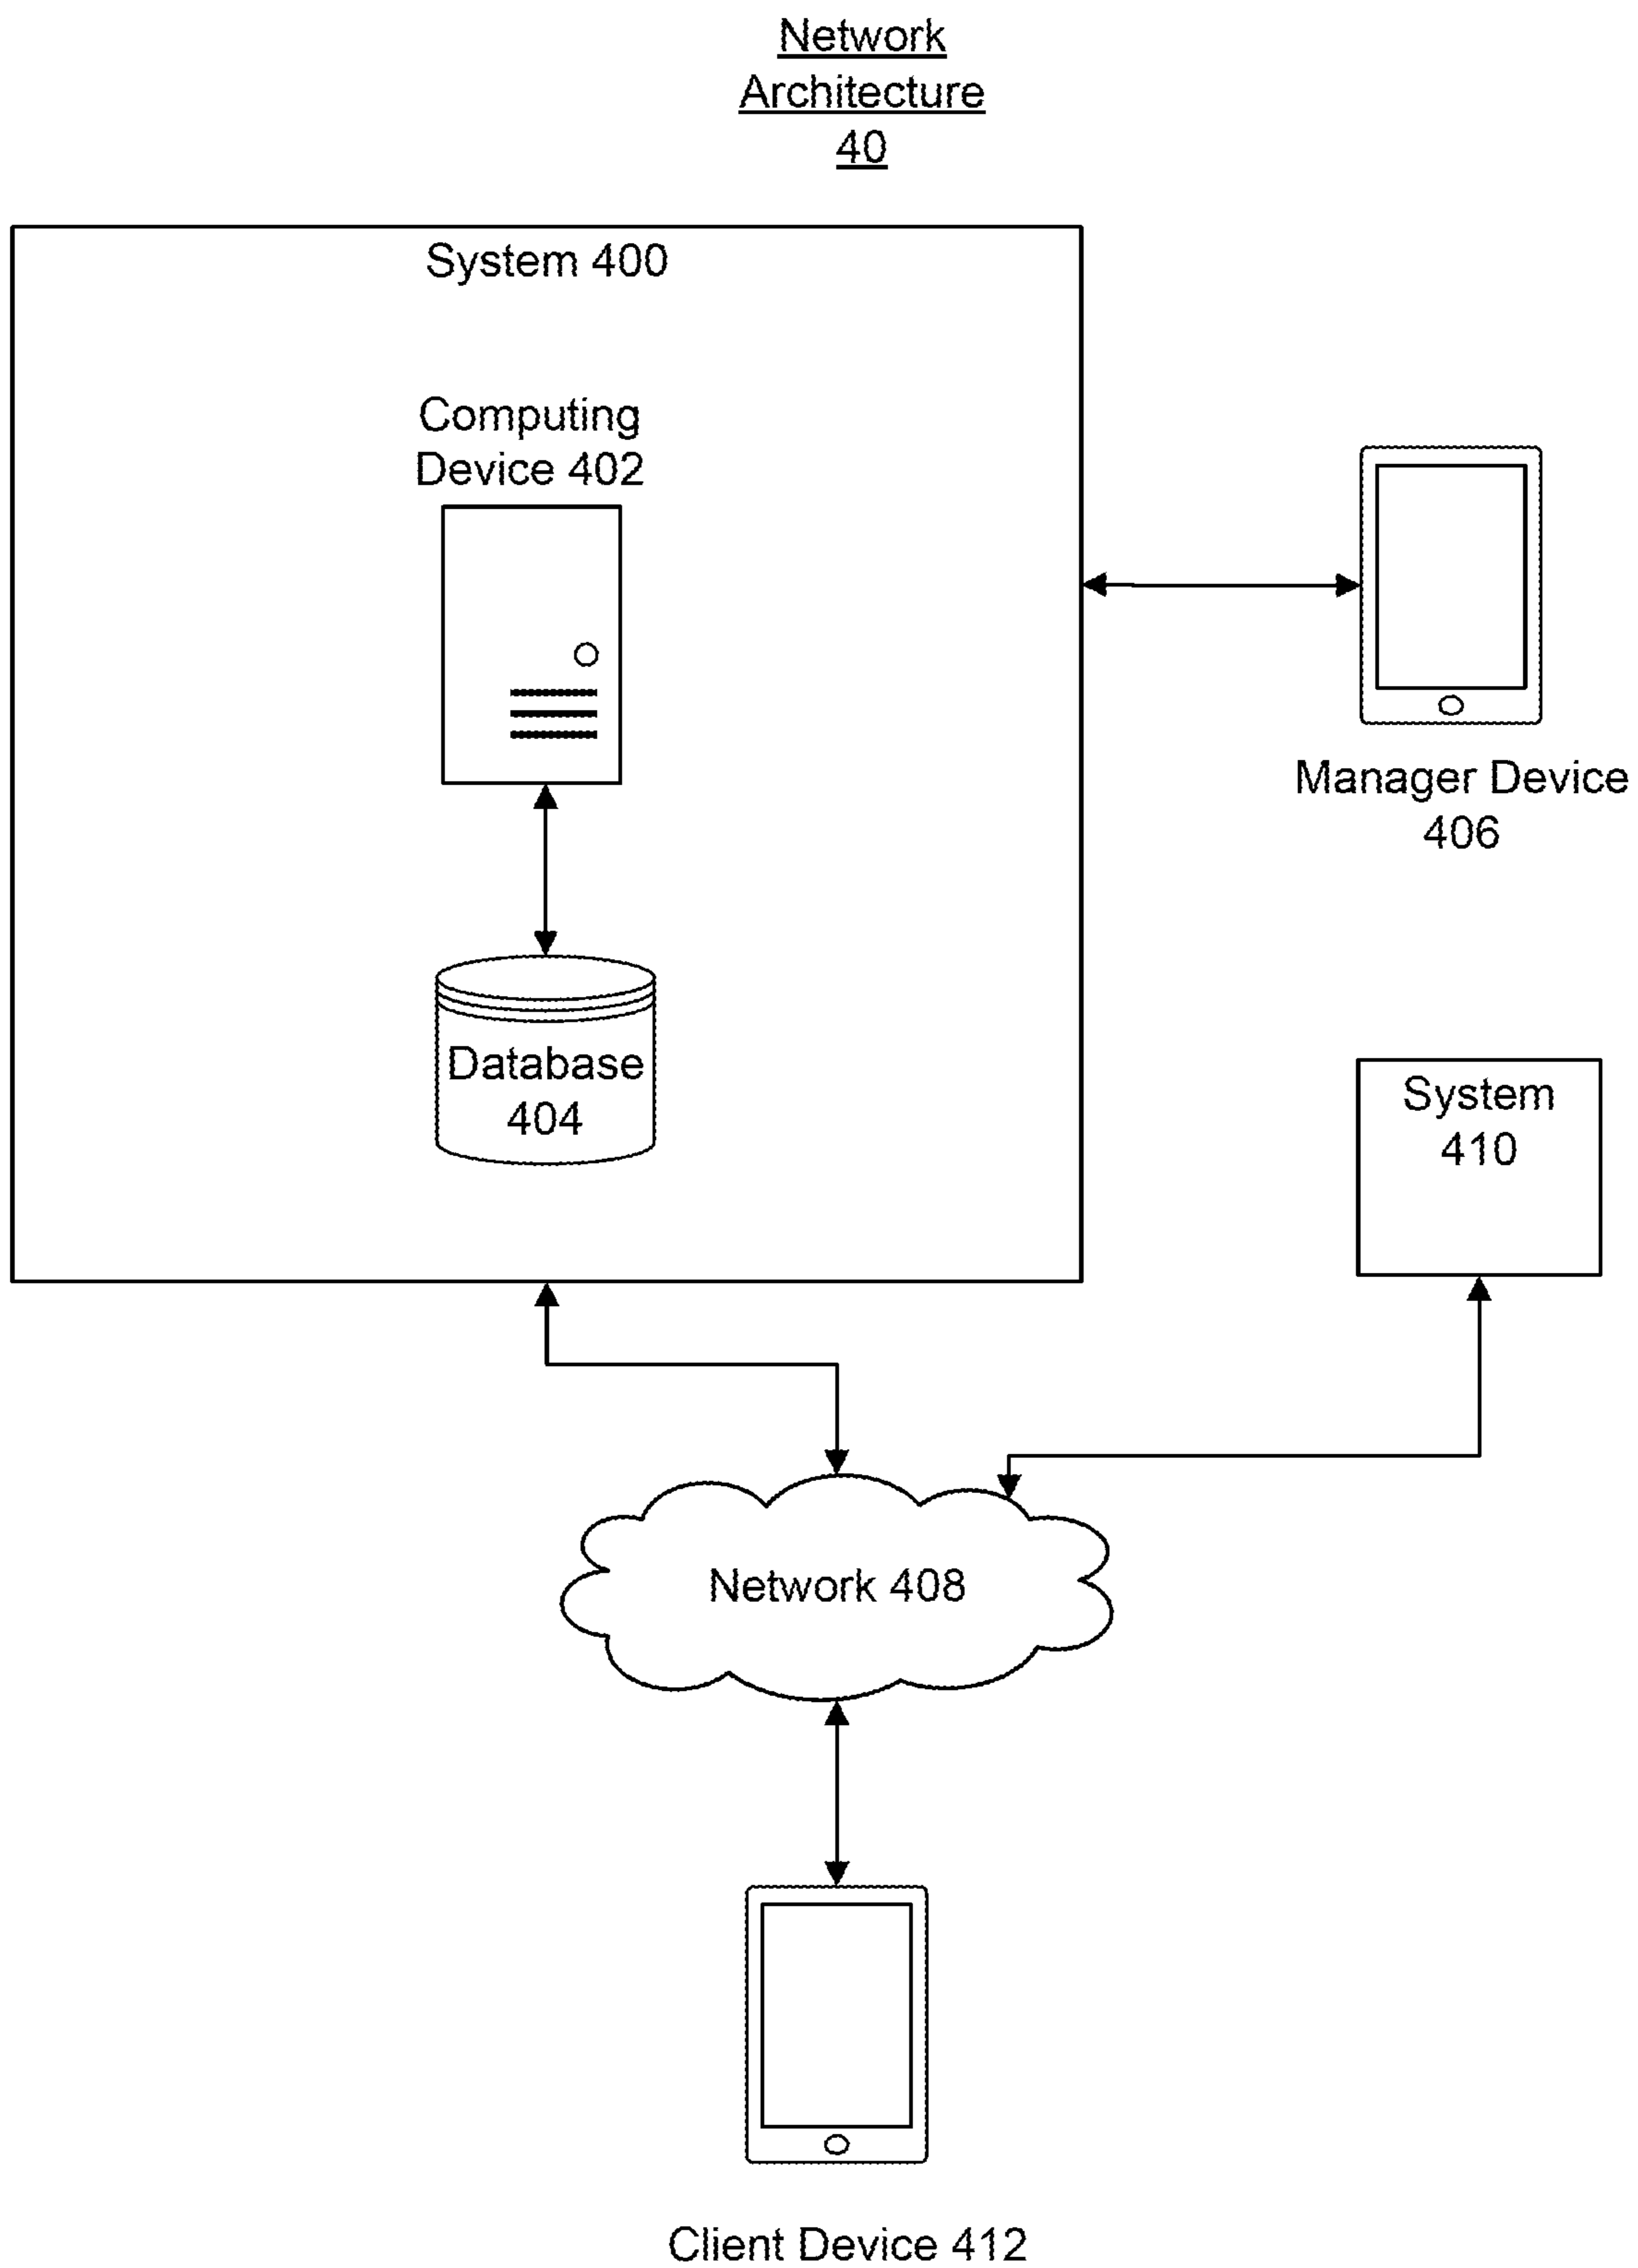 Network
Architecture
40
System 400
Computing
Device 402
Manager Device
406
Database
404
System
410
Network 408
Client Device 412